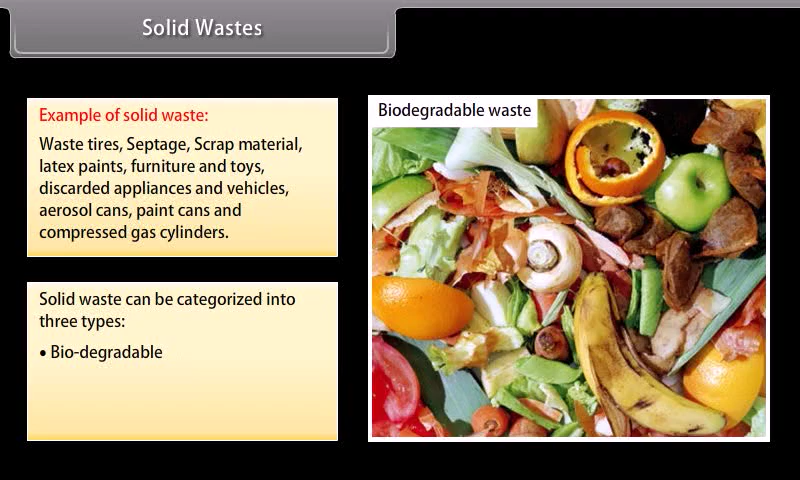 Solid Wastes
Example of solid waste:
Waste tires, Septage, Scrap material,
latex paints, furniture and toys,
discarded appliances and vehicles,
aerosol cans, paint cans and
compressed gas cylinders.
Solid waste can be categorized into
three types:
• Bio-degradable
Biodegradable waste